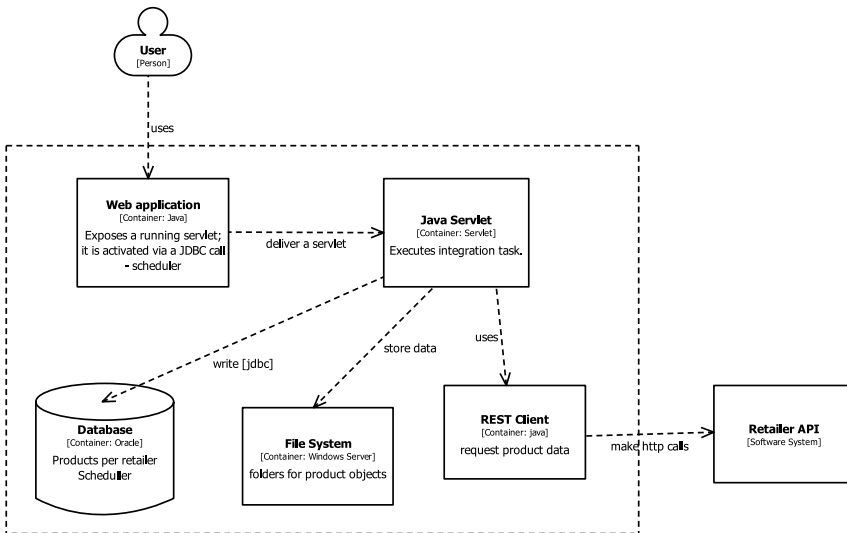 User
[Person]
uses
Web application
[Container: Java]
Exposes a running servlet;
it is activated via a JDBC call
- scheduler
deliver a servlet
Java Servlet
[Container: Servlet]
Executes integration task.
write [jdbc]
store data
uses
Database
[Container: Oracle]
Products per retailer
Scheduler
File System
[Container: Windows Server]
folders for product objects
REST Client
[Container: java]
request product data
make http calls
Retailer API
[Software System]